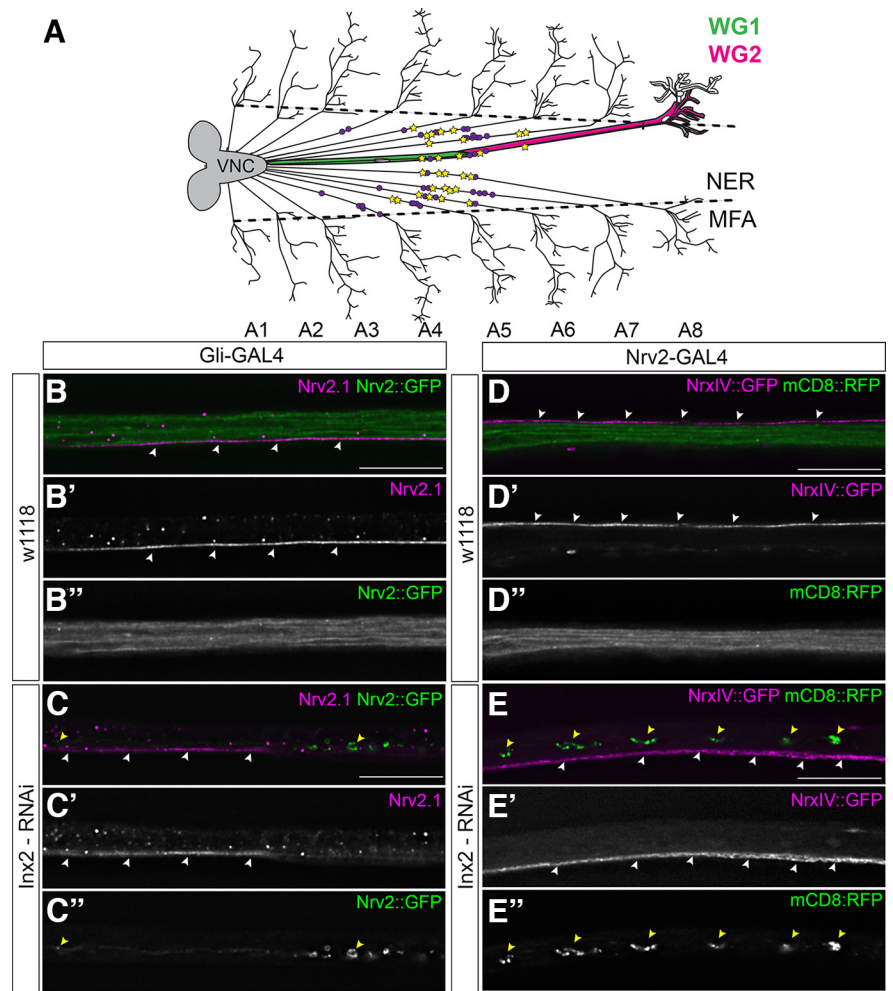 A
WG1
WG2
VNC
NER
MFA
A1 A2 A3 A4 A5 A6 A7 A8
Gli-GAL4
Nrv2-GAL4
w1118
B
Nrv2.1 Nrv2::GFP
B’
Nrv2.1
B’’
Nrv2::GFP
Inx2 - RNAi
C
Nrv2.1 Nrv2::GFP
C’
Nrv2.1
C’’
Nrv2::GFP
w1118
D
NrxIV::GFP mCD8::RFP
D’
NrxIV::GFP
D’’
mCD8:RFP
Inx2 - RNAi
E
NrxIV::GFP mCD8::RFP
E’
NrxIV::GFP
E’’
mCD8:RFP